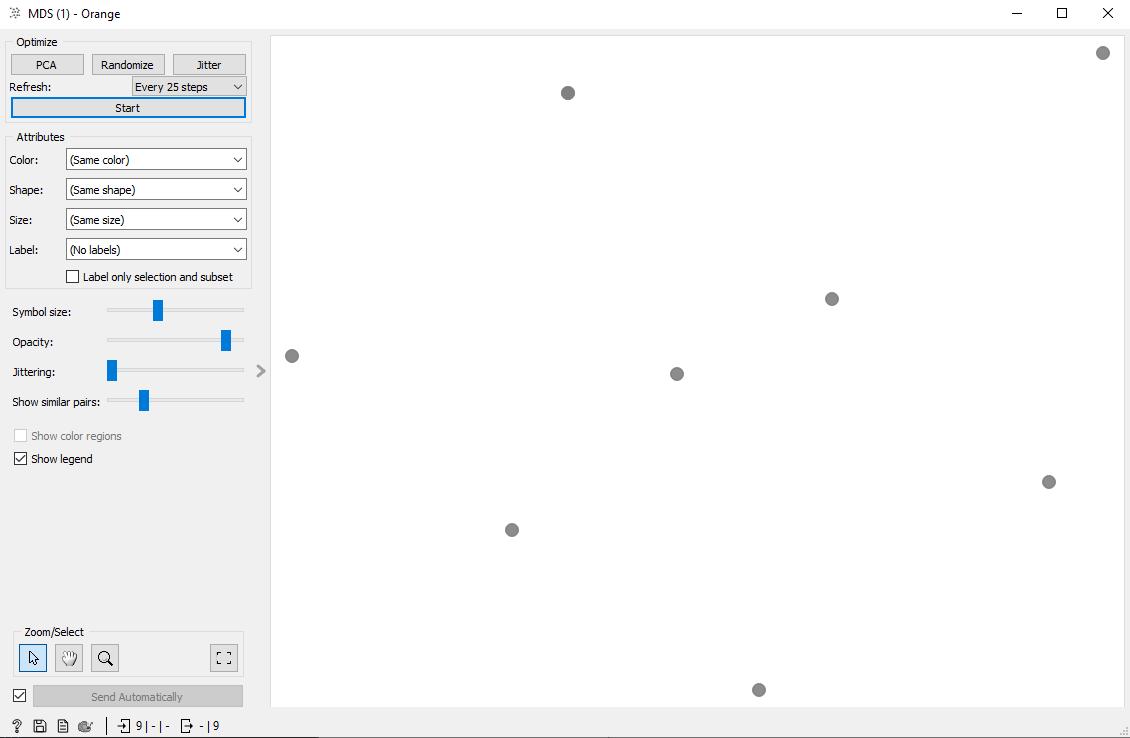 MDS (1) - Orange
Optimize
PCA Randomize Jitter
Refresh: Every 25 steps
Start
Attributes
Color: (Same color)
Shape: (Same shape)
Size: (Same size)
Label: (No labels)
Label only selection and subset
Symbol size:
Opacity:
Jittering:
Show similar pairs:
Show color regions
Show legend
Zoom/Select
Send Automatically
? 9|-|- -|9